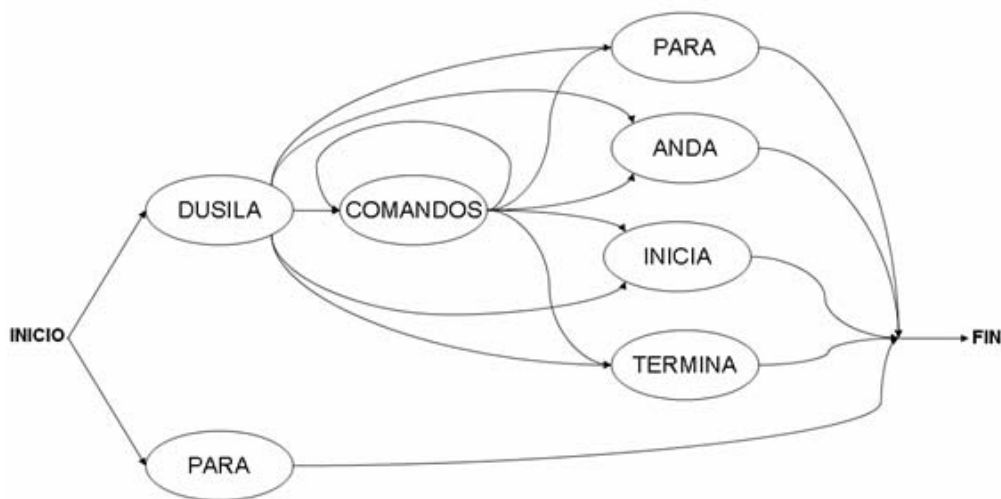 PARA
ANDA
DUSILA
COMANDOS
INICIA
INICIO
FIN
TERMINA
PARA